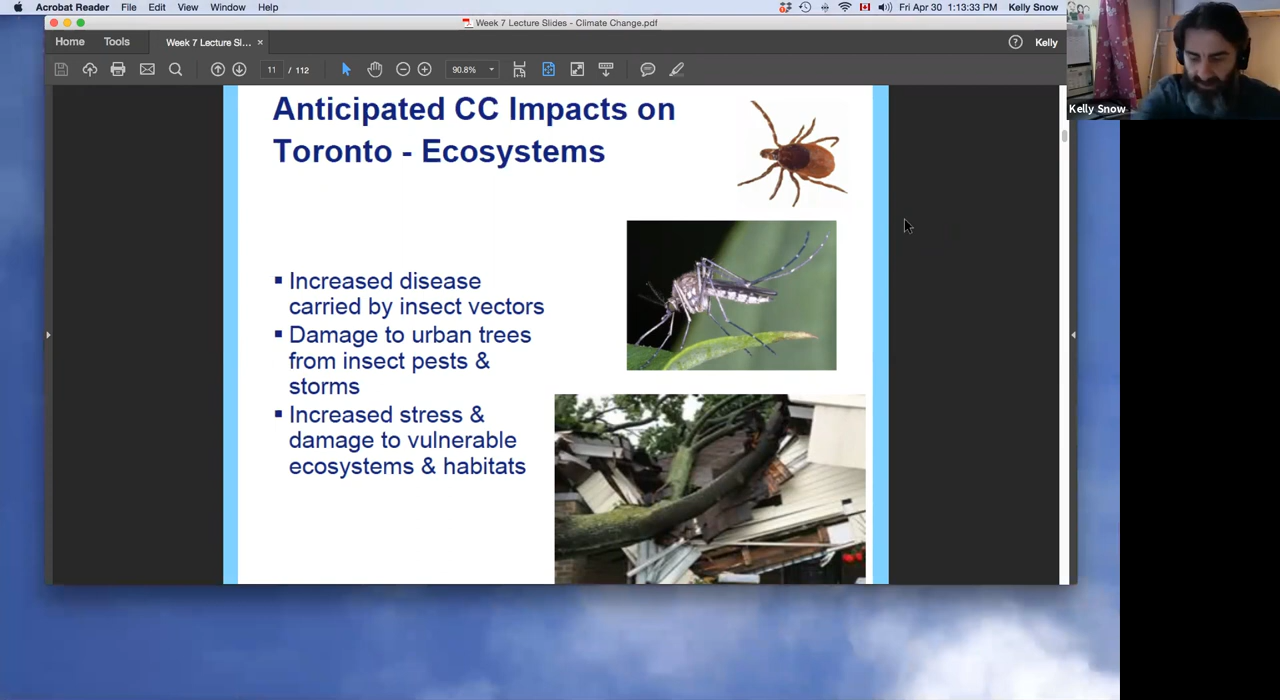 Acrobat Reader File Edit View Window Help Fri Apr 30 1:13:33 PM Kelly Snow
Week 7 Lecture Slides - Climate Change.pdf
Home Tools Week 7 Lecture Sl... × Kelly
11 / 112 90.8%
Kelly Snow
Anticipated CC Impacts on
Toronto - Ecosystems
▪ Increased disease
carried by insect vectors
▪ Damage to urban trees
from insect pests &
storms
▪ Increased stress &
damage to vulnerable
ecosystems & habitats